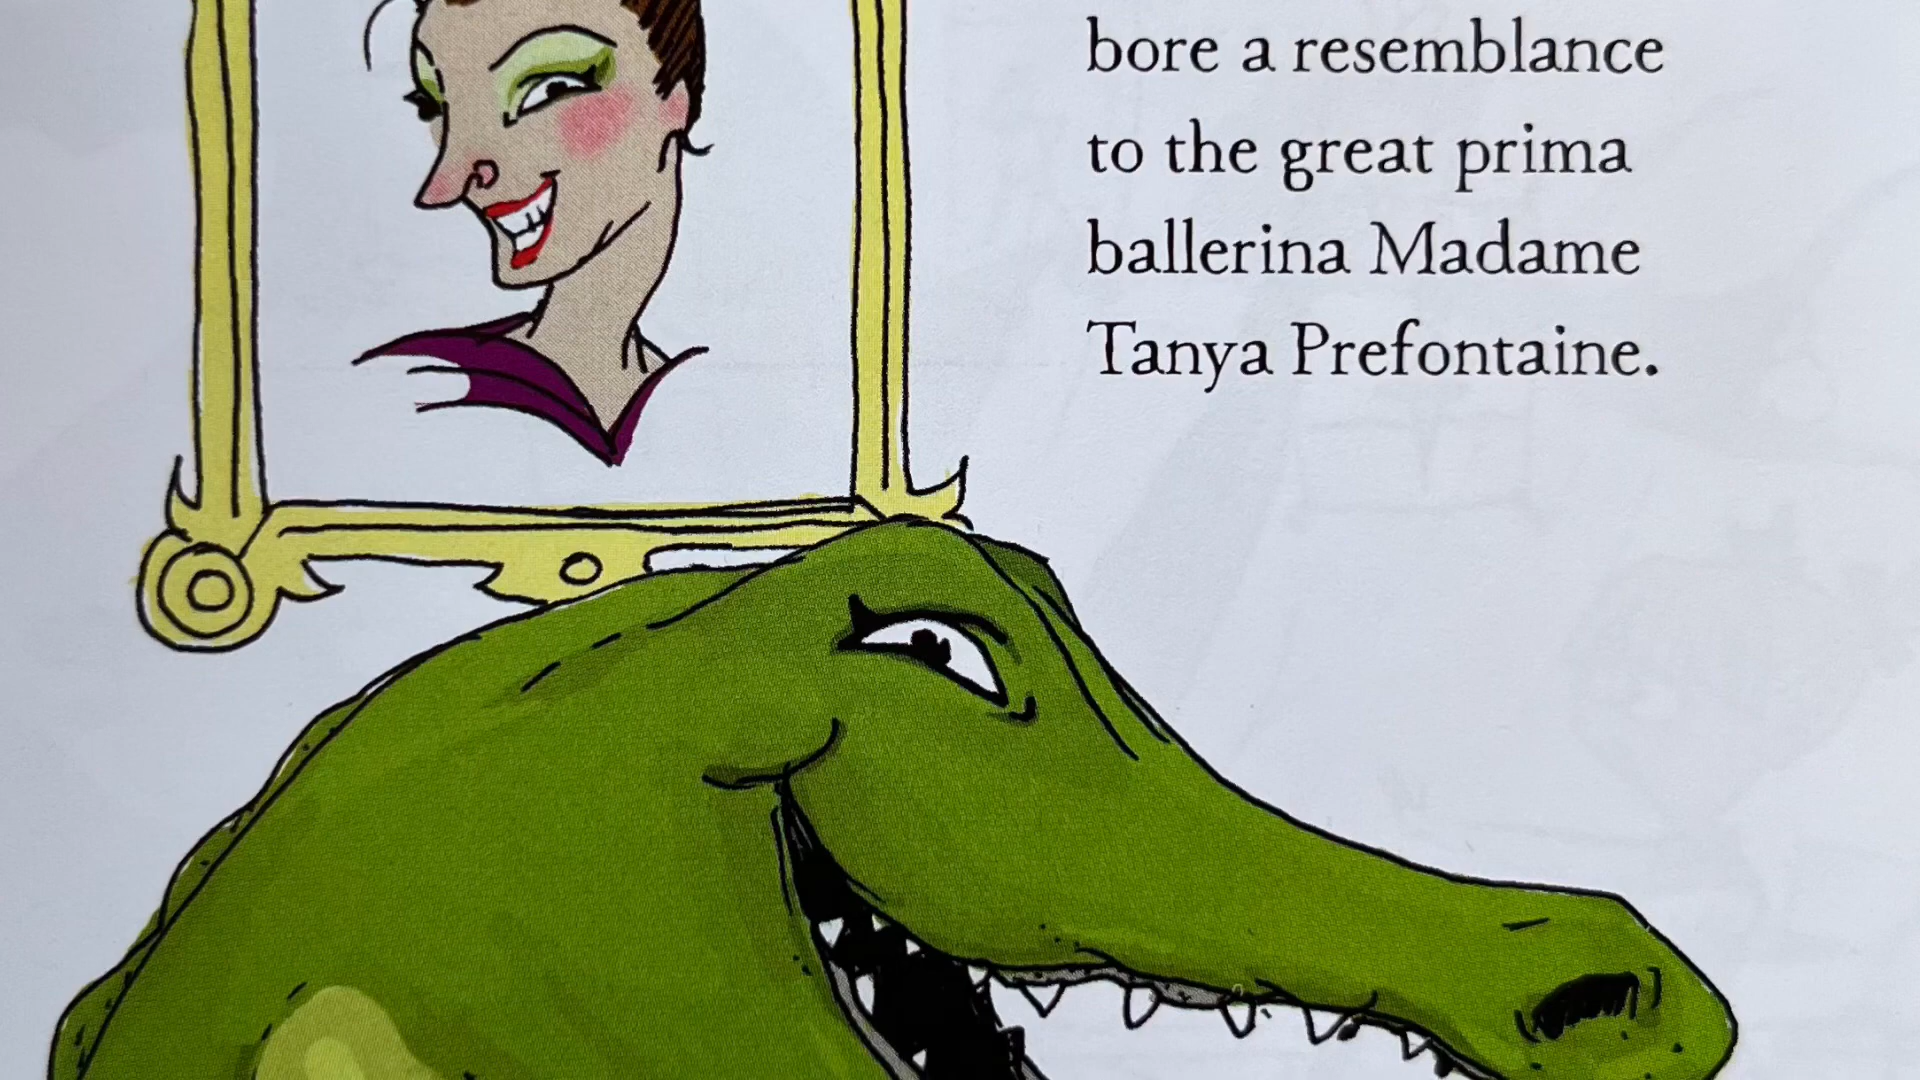 bore a resemblance
to the great prima
ballerina Madame
Tanya Prefontaine.